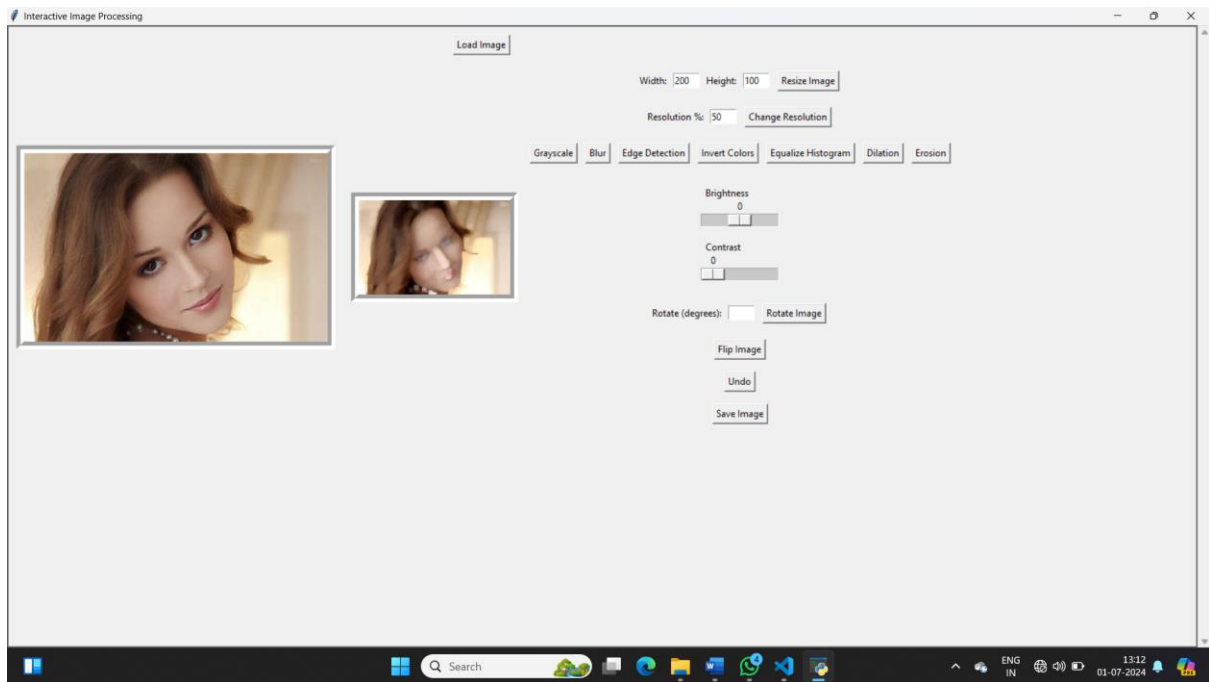 Interactive Image Processing
Load Image
Width: 200 Height: 100 Resize Image
Resolution %: 50 Change Resolution
Grayscale Blur Edge Detection Invert Colors Equalize Histogram Dilation Erosion
Brightness
0
Contrast
0
Rotate (degrees): Rotate Image
Flip Image
Undo
Save Image
Search
4
ENG
IN
13:12
01-07-2024